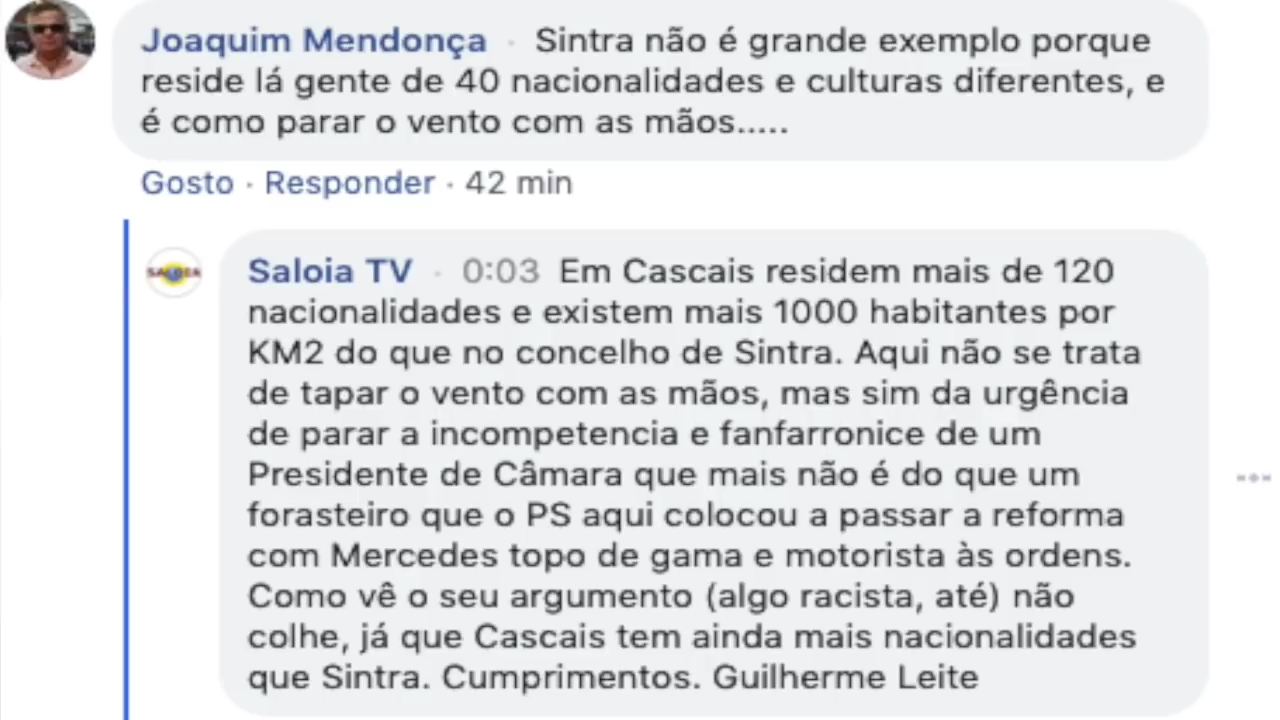 Joaquim Mendonça · Sintra não é grande exemplo porque
reside lá gente de 40 nacionalidades e culturas diferentes, e
é como parar o vento com as mãos.....
Gosto · Responder · 42 min
SALOIA
Saloia TV · 0:03 Em Cascais residem mais de 120
nacionalidades e existem mais 1000 habitantes por
KM2 do que no concelho de Sintra. Aqui não se trata
de tapar o vento com as mãos, mas sim da urgência
de parar a incompetencia e fanfarronice de um
Presidente de Câmara que mais não é do que um
forasteiro que o PS aqui colocou a passar a reforma
com Mercedes topo de gama e motorista às ordens.
Como vê o seu argumento (algo racista, até) não
colhe, já que Cascais tem ainda mais nacionalidades
que Sintra. Cumprimentos. Guilherme Leite